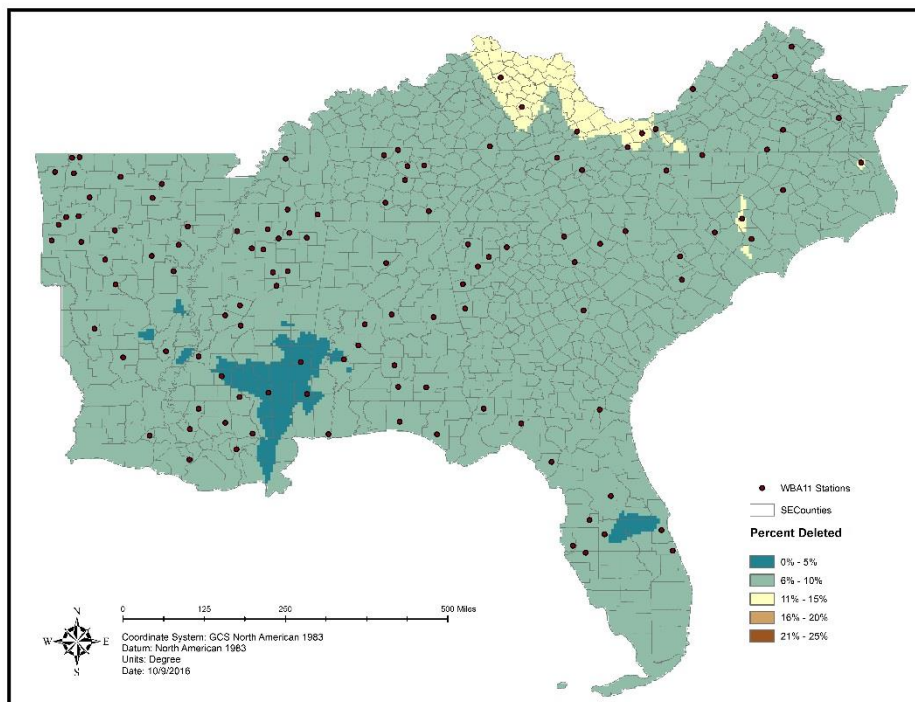 WBA11 Stations
SECounties
Percent Deleted
0% - 5%
6% - 10%
11% - 15%
16% - 20%
21% - 25%
0 125 250 500 Miles
N
W E
S
Coordinate System: GCS North American 1983
Datum: North American 1983
Units: Degree
Date: 10/9/2016